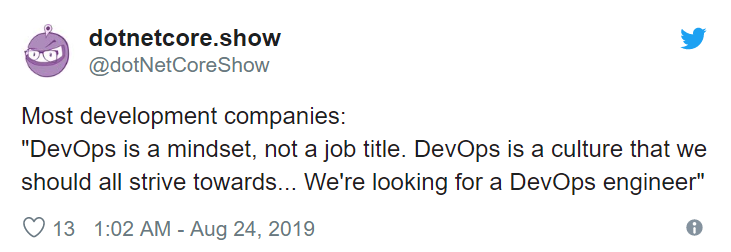 dotnetcore.show
@dotNetCoreShow
Most development companies:
"DevOps is a mindset, not a job title. DevOps is a culture that we
should all strive towards... We're looking for a DevOps engineer"
13 1:02 AM - Aug 24, 2019